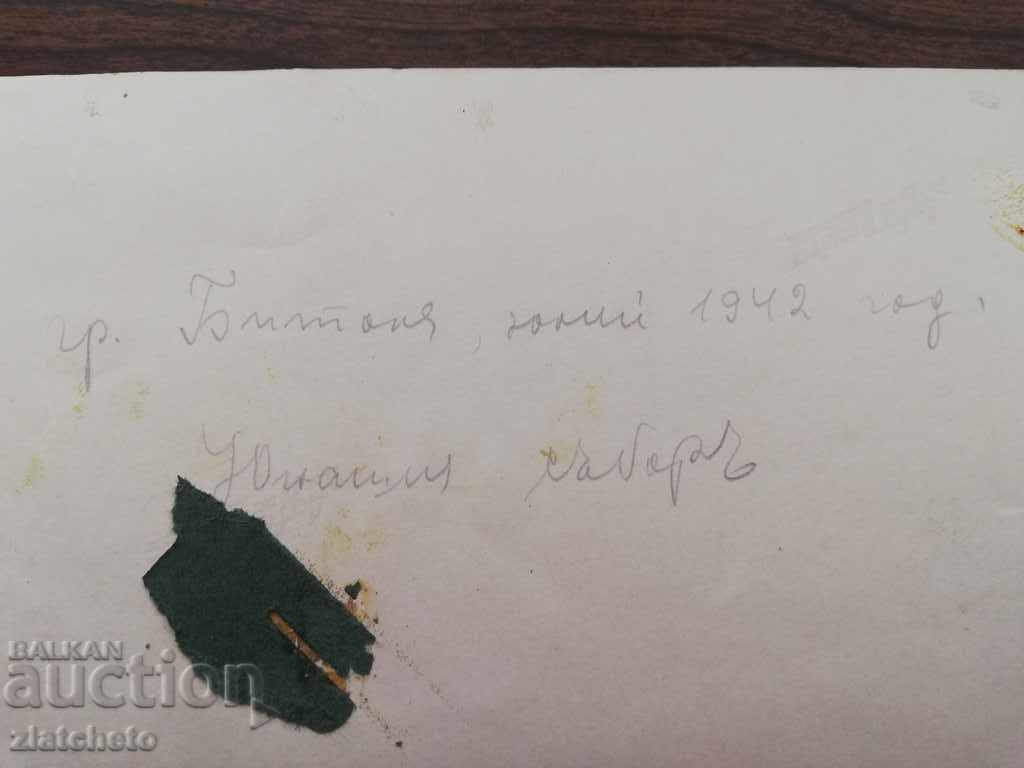 гр. Битоля, юний 1942 год.
Юнашки съборъ
BALKAN
auction
zlatcheto